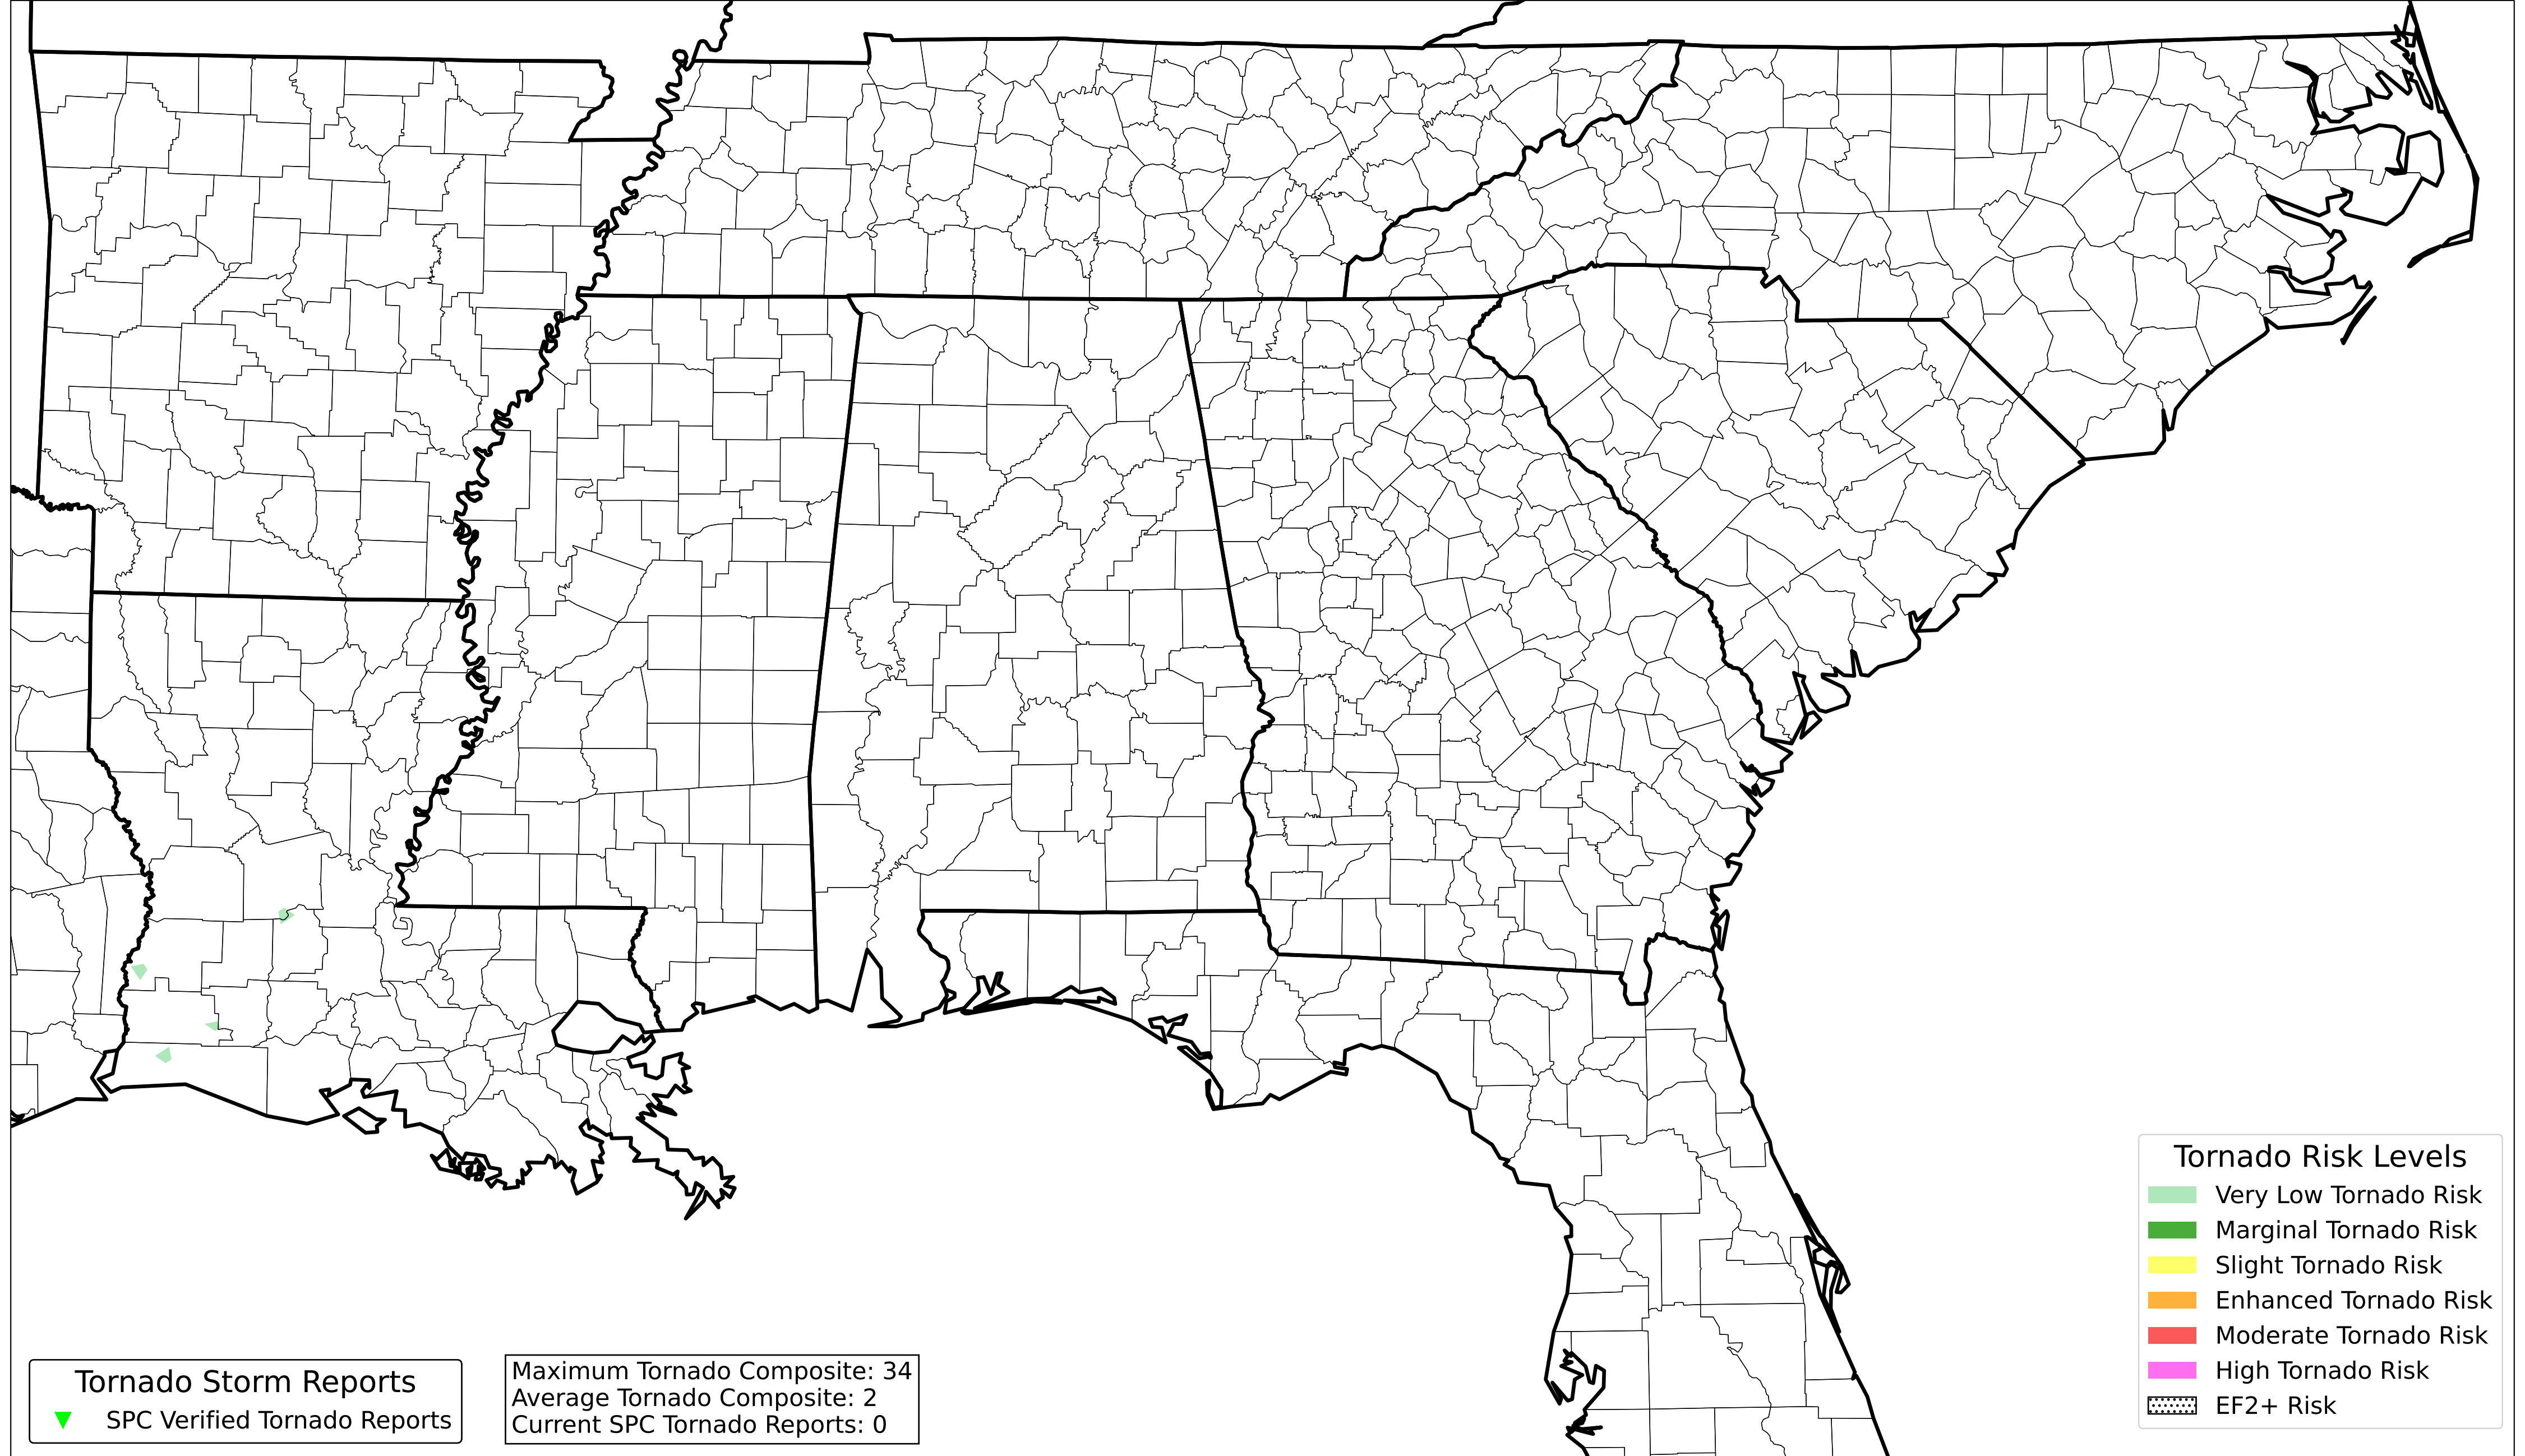 Tornado Risk Levels
Very Low Tornado Risk
Marginal Tornado Risk
Slight Tornado Risk
Enhanced Tornado Risk
Moderate Tornado Risk
High Tornado Risk
EF2+ Risk
Tornado Storm Reports
SPC Verified Tornado Reports
Maximum Tornado Composite: 34
Average Tornado Composite: 2
Current SPC Tornado Reports: 0